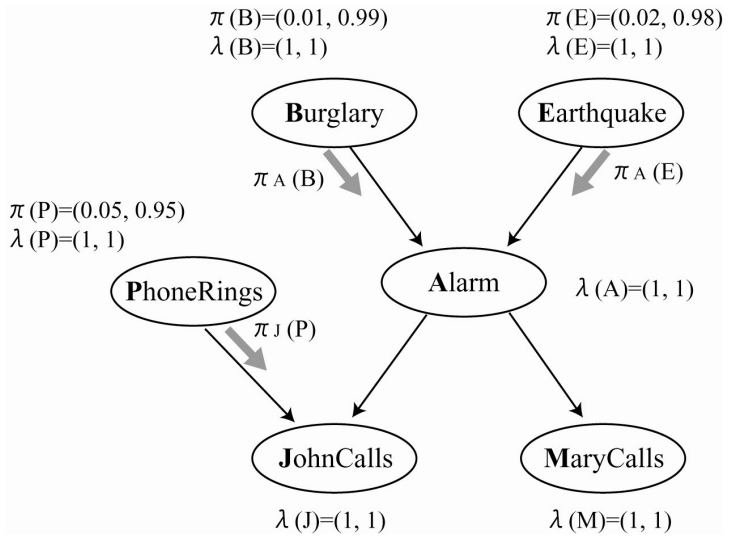 π (B)=(0.01, 0.99)
λ (B)=(1, 1)
π (E)=(0.02, 0.98)
λ (E)=(1, 1)
Burglary
Earthquake
π A (B)
π A (E)
π (P)=(0.05, 0.95)
λ (P)=(1, 1)
PhoneRings
Alarm
λ (A)=(1, 1)
π J (P)
JohnCalls
MaryCalls
λ (J)=(1, 1)
λ (M)=(1, 1)